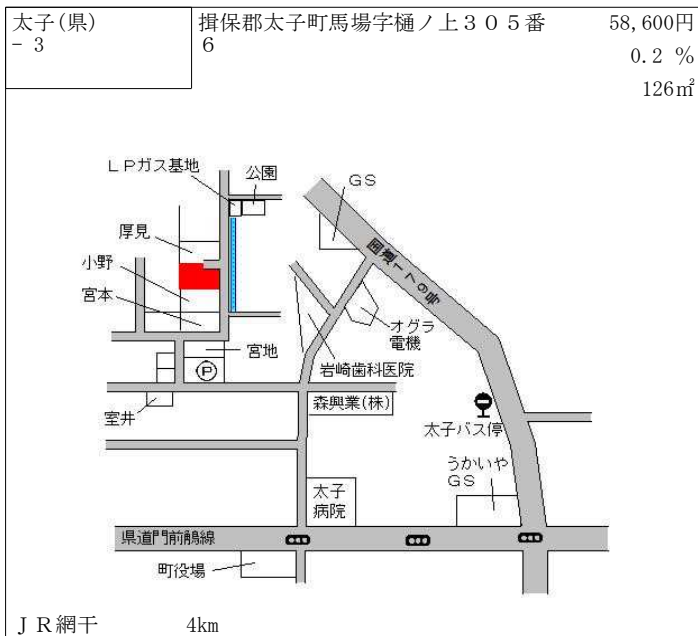 太子(県)
- 3
揖保郡太子町馬場字樋ノ上３０５番
6
58,600円
0.2 %
126㎡
ＬＰガス基地
公園
GS
厚見
国道179号
小野
宮本
オグラ
電機
宮地
岩崎歯科医院
P
森興業(株)
室井
太子バス停
うかいや
GS
太子
病院
県道門前鵤線
町役場
ＪＲ網干
4km